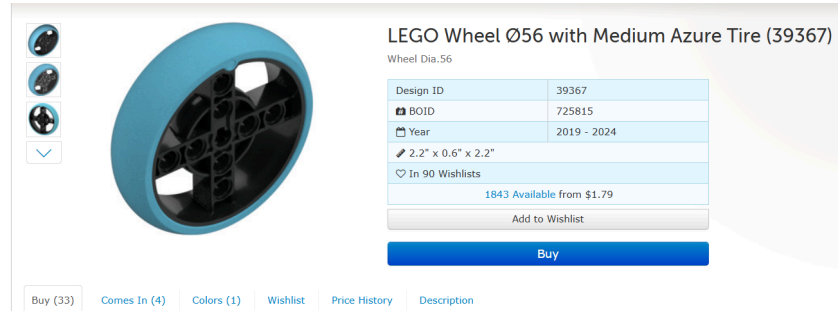 LEGO Wheel Ø56 with Medium Azure Tire (39367)
Wheel Dia.56
Design ID 39367
BOID 725815
Year 2019 - 2024
2.2" x 0.6" x 2.2"
In 90 Wishlists
1843 Available from $1.79
Add to Wishlist
Buy
Buy (33) Comes In (4) Colors (1) Wishlist Price History Description